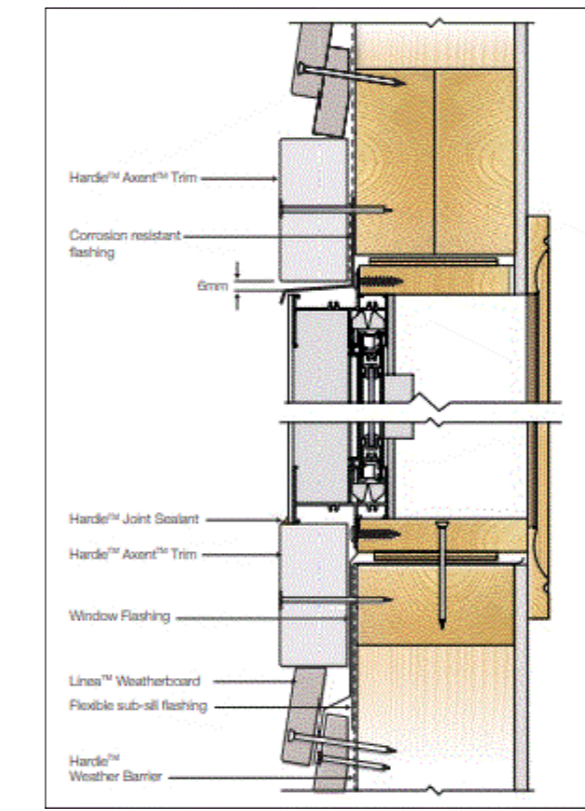 Hardie™ Axent™ Trim
Corrosion resistant
flashing
6mm
Hardie™ Joint Sealant
Hardie™ Axent™ Trim
Window Flashing
Linea™ Weatherboard
Flexible sub-sill flashing
Hardie™
Weather Barrier